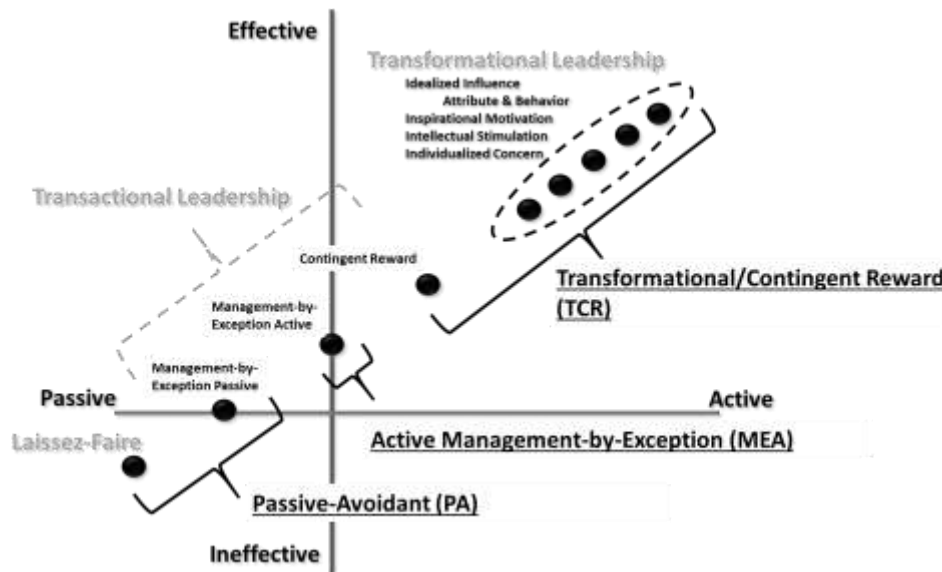 Effective
Transformational Leadership
Idealized Influence
Attribute & Behavior
Inspirational Motivation
Intellectual Stimulation
Individualized Concern
Transactional Leadership
Contingent Reward
Transformational/Contingent Reward
(TCR)
Management-by-
Exception Active
Management-by-
Exception Passive
Passive
Active
Laissez-Faire
Active Management-by-Exception (MEA)
Passive-Avoidant (PA)
Ineffective